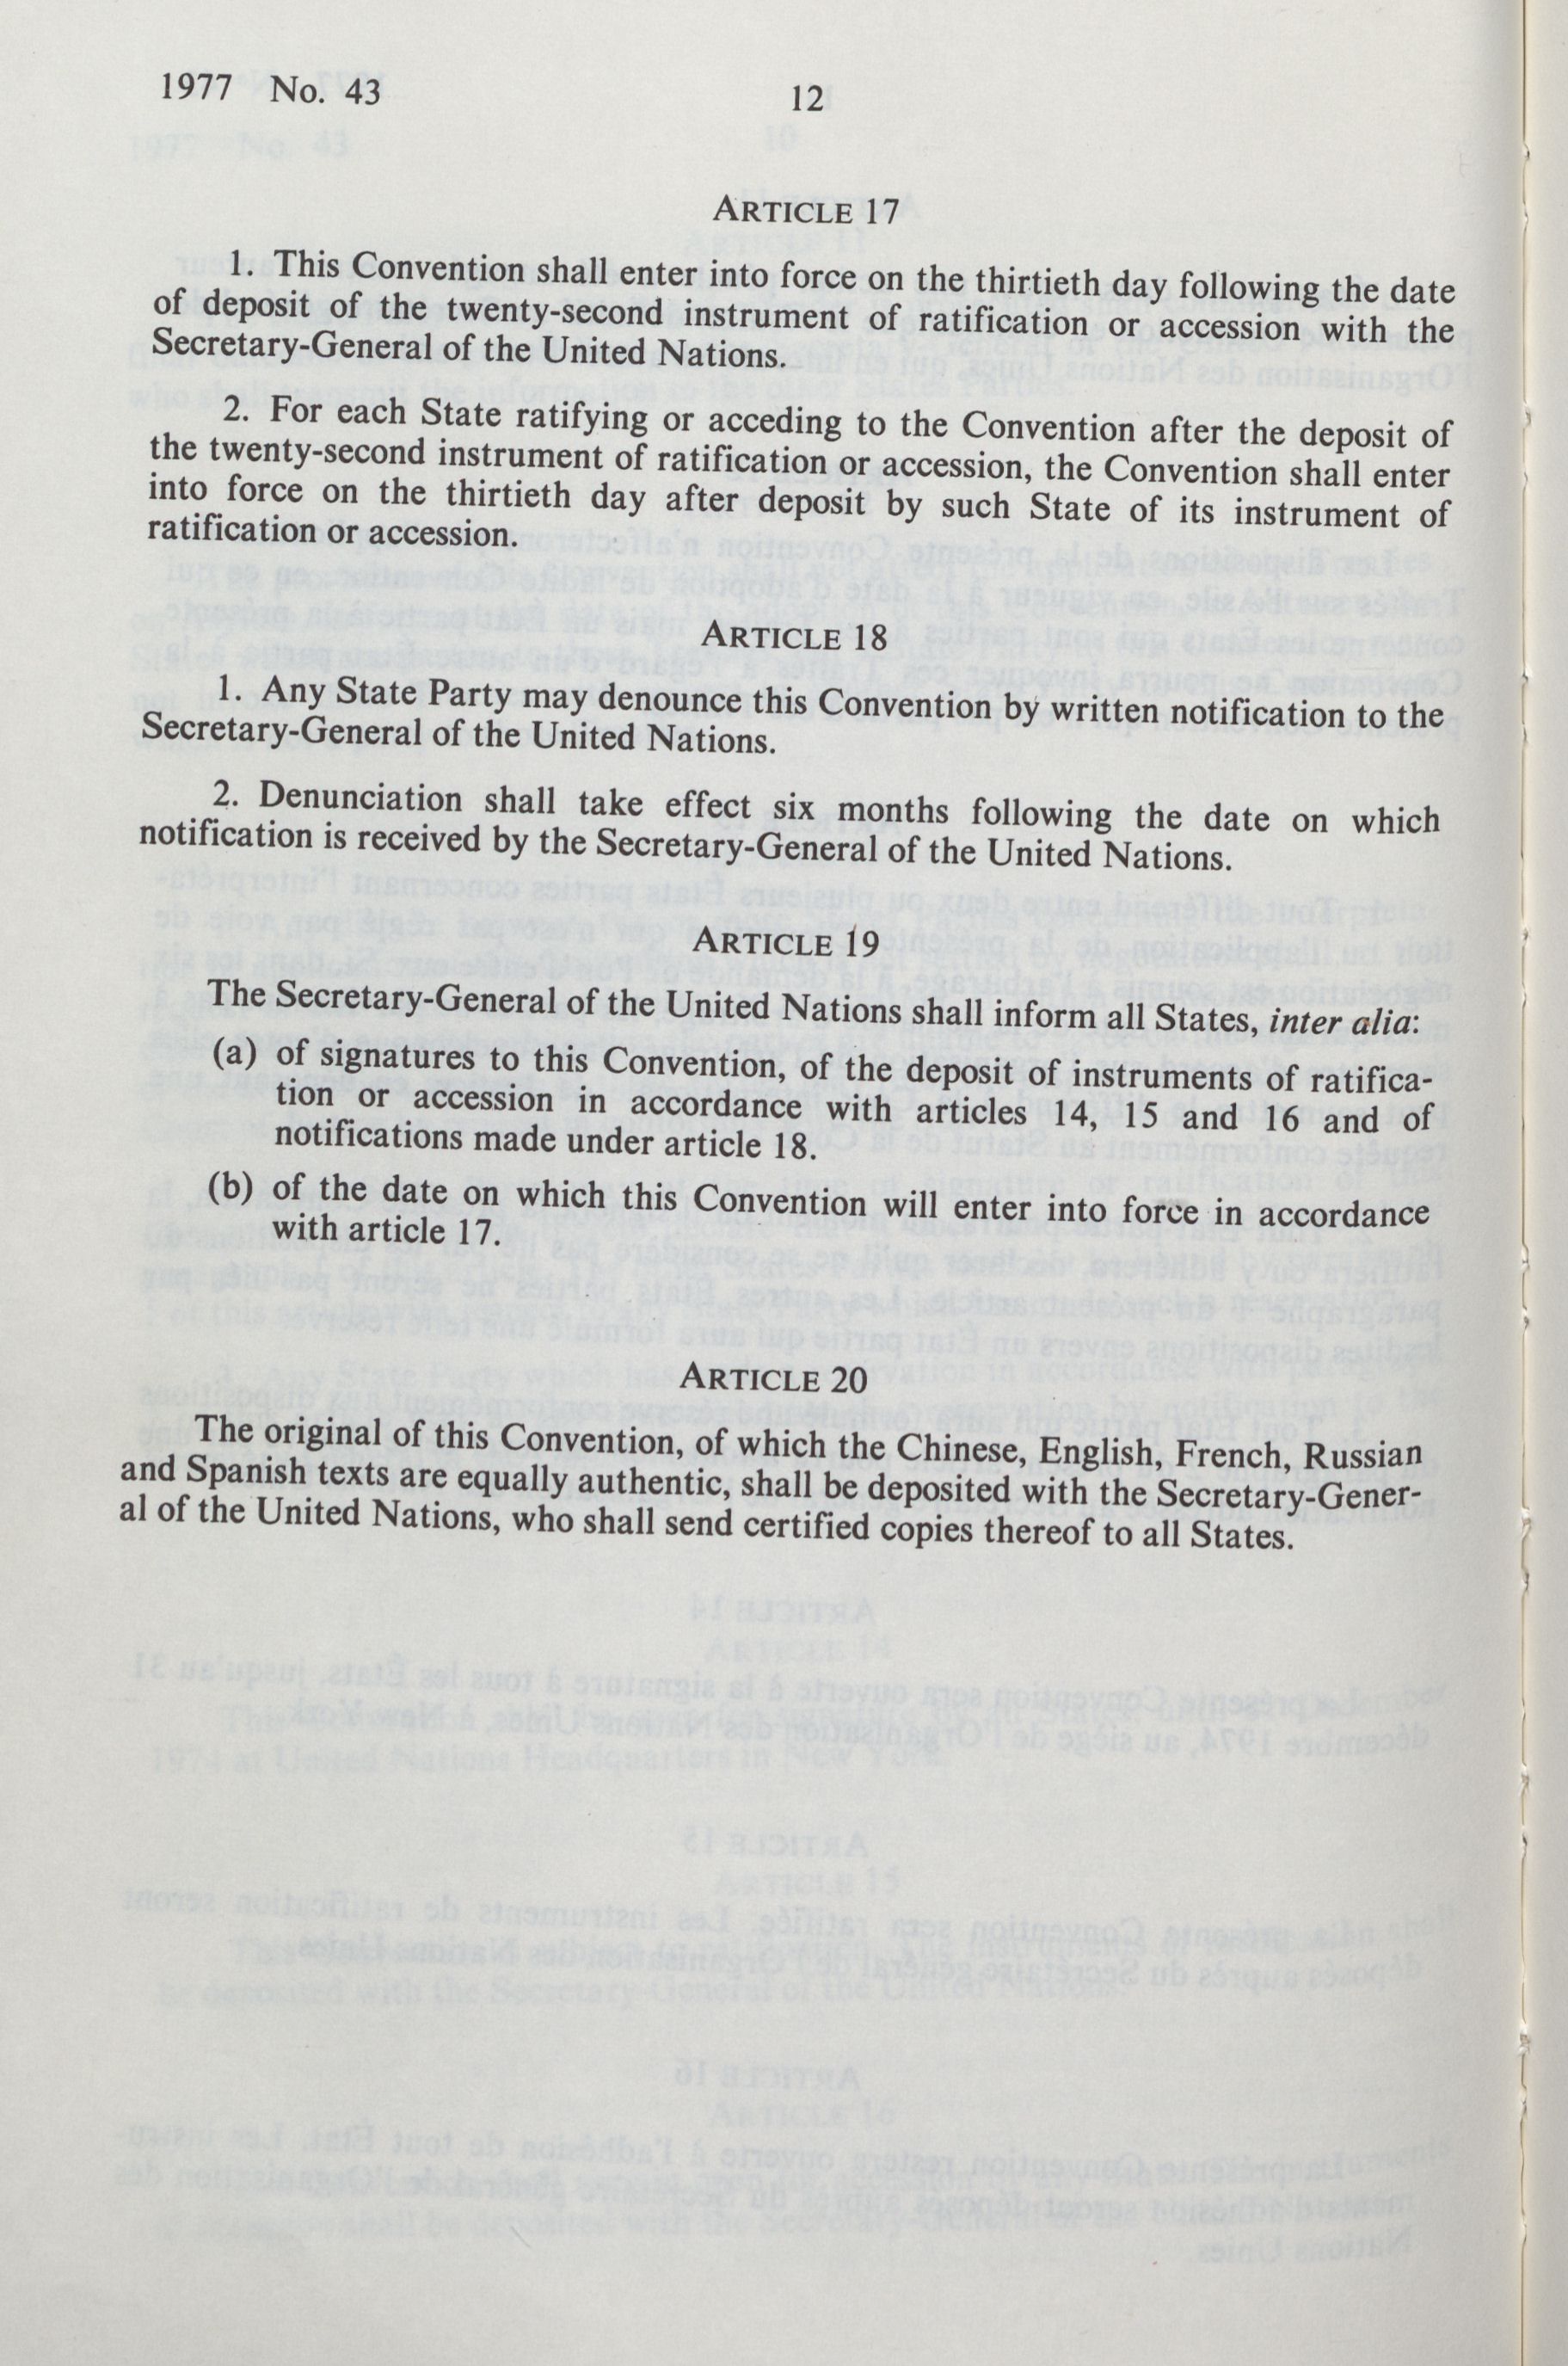 1977 No. 43
12
ARTICLE 17
1. This Convention shall enter into force on the thirtieth day following the date
of deposit of the twenty-second instrument of ratification or accession with the
Secretary-General of the United Nations.
2. For each State ratifying or acceding to the Convention after the deposit of
the twenty-second instrument of ratification or accession, the Convention shall enter
into force on the thirtieth day after deposit by such State of its instrument of
ratification or accession.
ARTICLE 18
1. Any State Party may denounce this Convention by written notification to the
Secretary-General of the United Nations.
2. Denunciation shall take effect six months following the date on which
notification is received by the Secretary-General of the United Nations.
ARTICLE 19
The Secretary-General of the United Nations shall inform all States, inter alia:
(a) of signatures to this Convention, of the deposit of instruments of ratifica-
tion or accession in accordance with articles 14, 15 and 16 and of
notifications made under article 18.
(b) of the date on which this Convention will enter into force in accordance
with article 17.
ARTICLE 20
The original of this Convention, of which the Chinese, English, French, Russian
and Spanish texts are equally authentic, shall be deposited with the Secretary-Gener-
al of the United Nations, who shall send certified copies thereof to all States.